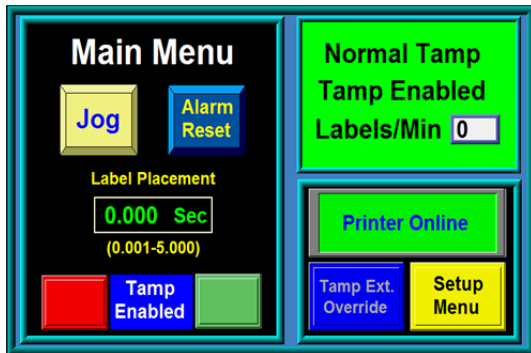 Main Menu
Jog
Alarm
Reset
Label Placement
0.000 Sec
(0.001-5.000)
Tamp
Enabled
Normal Tamp
Tamp Enabled
Labels/Min 0
Printer Online
Tamp Ext.
Override
Setup
Menu